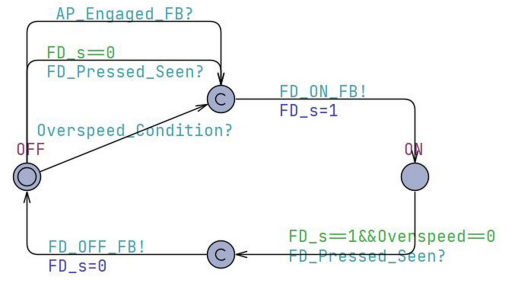 AP_Engaged_FB?
FD_s==0
FD_Pressed_Seen?
C
FD_ON_FB!
FD_s=1
Overspeed_Condition?
OFF
ON
FD_s==1&&Overspeed==0
FD_Pressed_Seen?
FD_OFF_FB!
FD_s=0
C